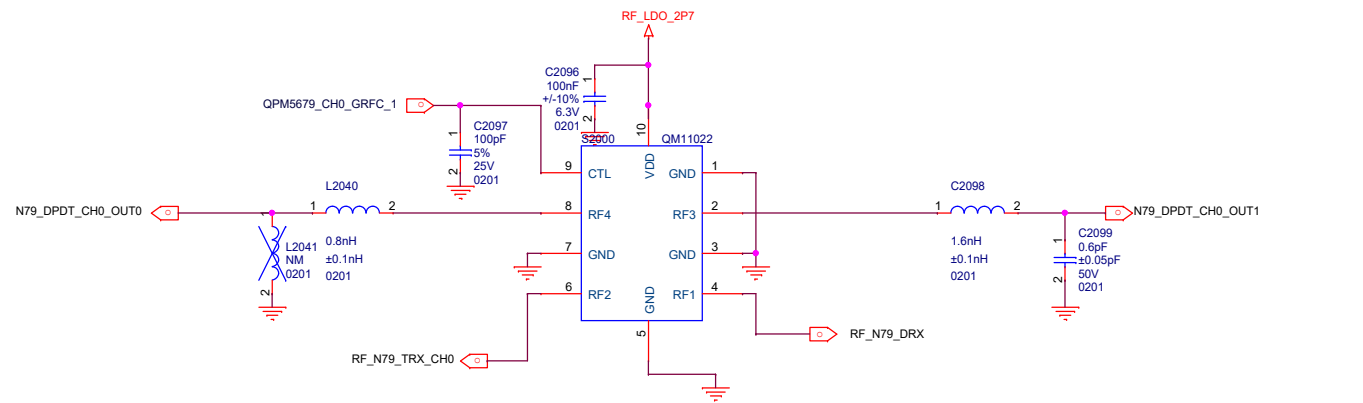 RF_LDO_2P7
C2096
100nF
+/-10%
6.3V
0201
1
2
QPM5679_CH0_GRFC_1
C2097
100pF
5%
25V
0201
1
2
S2000
QM11022
10
VDD
9
CTL
GND
1
L2040
C2098
N79_DPDT_CH0_OUT0
1
2
8
RF4
RF3
2
1
2
N79_DPDT_CH0_OUT1
1
L2041
NM
0201
2
0.8nH
±0.1nH
0201
7
GND
GND
3
1.6nH
±0.1nH
0201
C2099
0.6pF
±0.05pF
50V
0201
1
2
6
RF2
GND
RF1
4
5
RF_N79_DRX
RF_N79_TRX_CH0